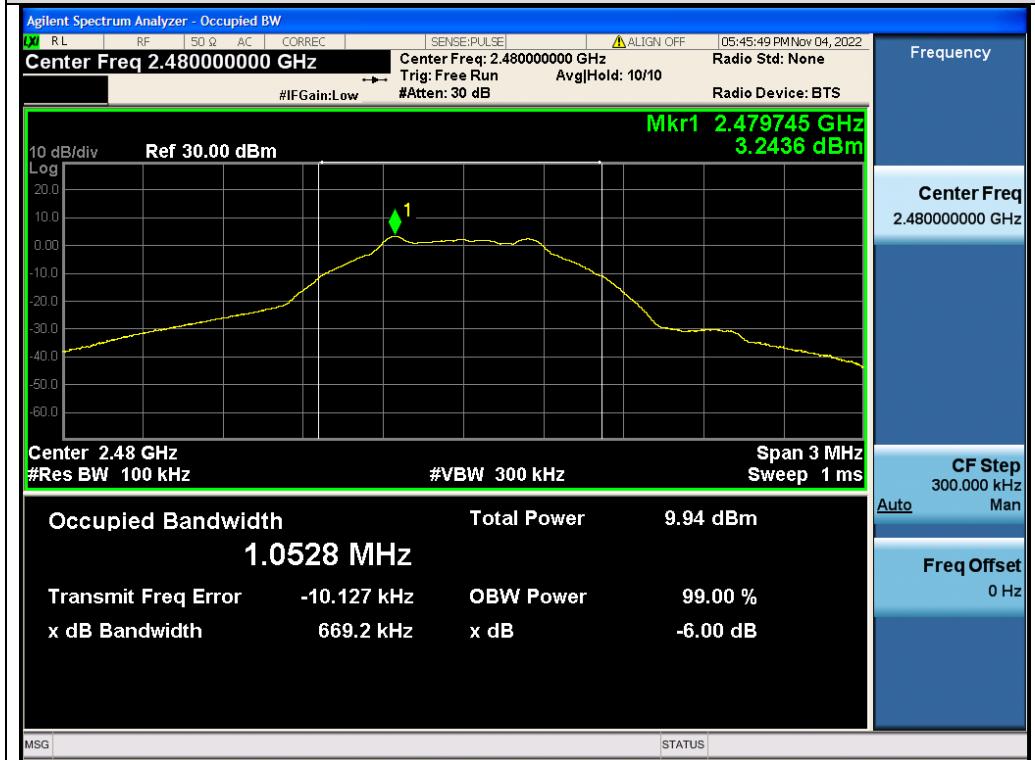 Agilent Spectrum Analyzer - Occupied BW
LXI RL RF 50 Ω AC CORREC SENSE:PULSE ALIGN OFF 05:45:49 PM Nov 04, 2022
Center Freq 2.480000000 GHz
Center Freq: 2.480000000 GHz
Radio Std: None
Trig: Free Run Avg|Hold: 10/10
#IFGain:Low
#Atten: 30 dB
Radio Device: BTS
Frequency
Mkr1 2.479745 GHz
3.2436 dBm
10 dB/div Ref 30.00 dBm
Log
20.0
10.0
0.00
-10.0
-20.0
-30.0
-40.0
-50.0
-60.0
1
Center 2.48 GHz
Span 3 MHz
#Res BW 100 kHz
#VBW 300 kHz
Sweep 1 ms
Center Freq
2.480000000 GHz
CF Step
300.000 kHz
Auto Man
Freq Offset
0 Hz
Occupied Bandwidth
1.0528 MHz
Total Power 9.94 dBm
Transmit Freq Error -10.127 kHz
OBW Power 99.00 %
x dB Bandwidth 669.2 kHz
x dB -6.00 dB
MSG
STATUS